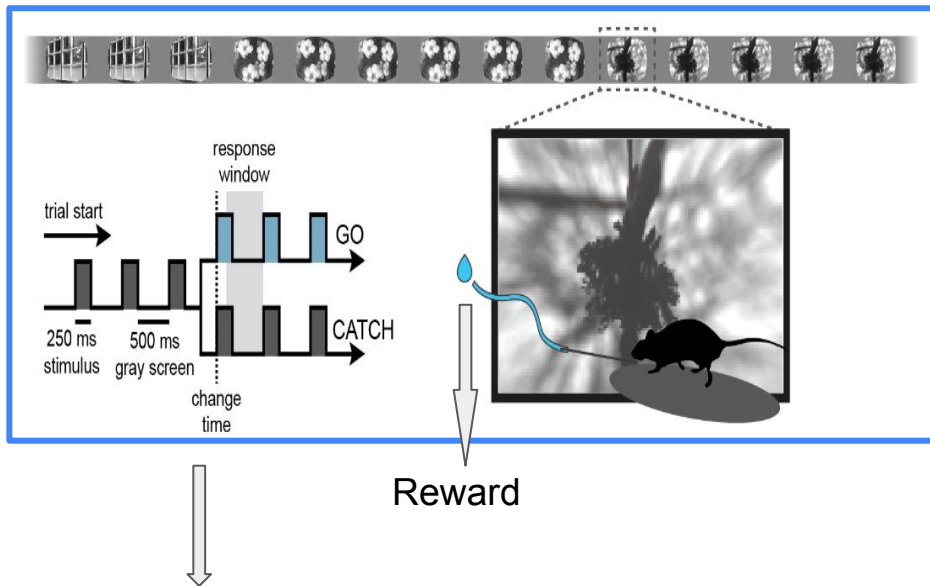 response
window
trial start
GO
CATCH
250 ms
stimulus
500 ms
gray screen
change
time
Reward